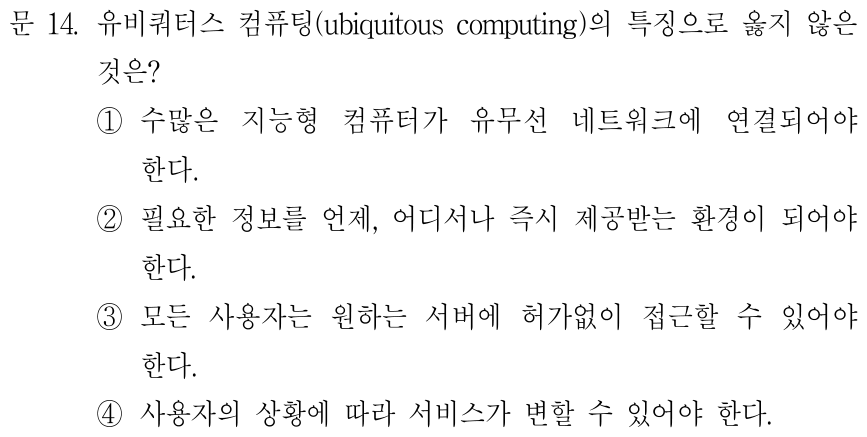 문 14. 유비쿼터스 컴퓨팅(ubiquitous computing)의 특징으로 옳지 않은
것은?
① 수많은 지능형 컴퓨터가 유무선 네트워크에 연결되어야
한다.
② 필요한 정보를 언제, 어디서나 즉시 제공받는 환경이 되어야
한다.
③ 모든 사용자는 원하는 서버에 허가없이 접근할 수 있어야
한다.
④ 사용자의 상황에 따라 서비스가 변할 수 있어야 한다.